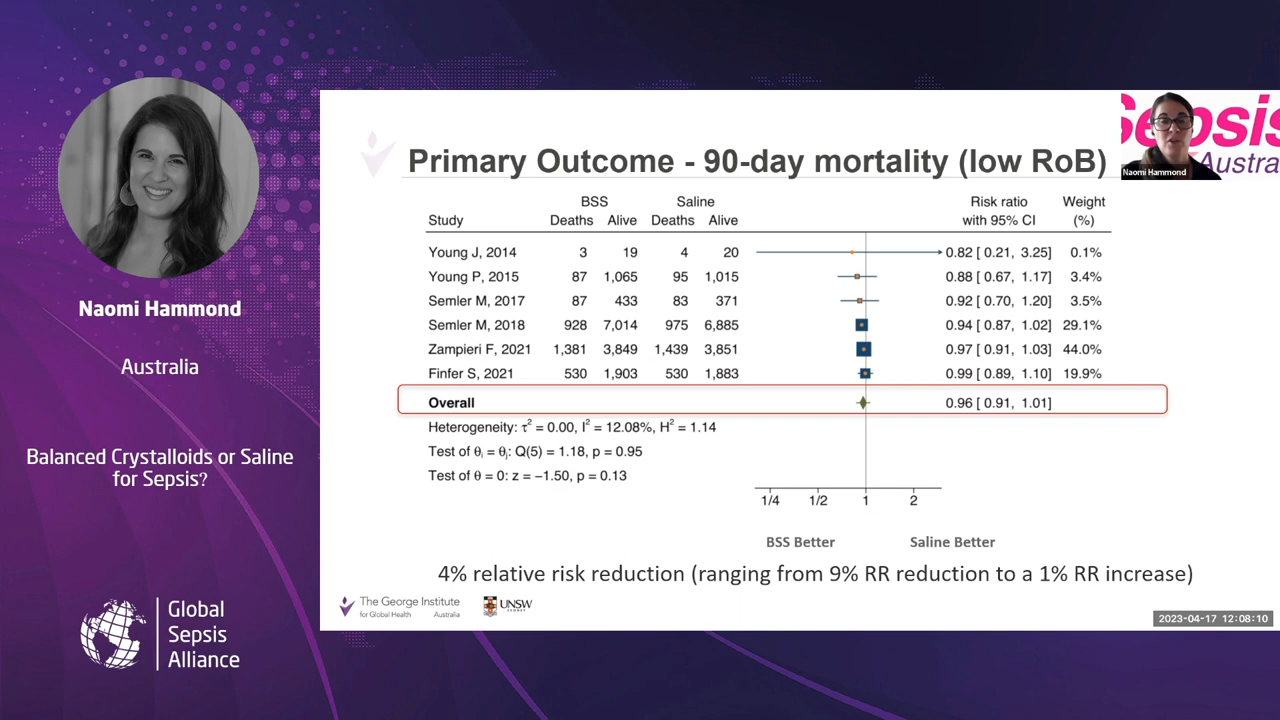 Naomi Hammond
Australia
Balanced Crystalloids or Saline
for Sepsis?
Global
Sepsis
Alliance
Primary Outcome - 90-day mortality (low RoB)
BSS Saline Risk ratio Weight
Study Deaths Alive Deaths Alive with 95% CI (%)
Young J, 2014 3 19 4 20 0.82 [ 0.21, 3.25] 0.1%
Young P, 2015 87 1,065 95 1,015 0.88 [ 0.67, 1.17] 3.4%
Semler M, 2017 87 433 83 371 0.92 [ 0.70, 1.20] 3.5%
Semler M, 2018 928 7,014 975 6,885 0.94 [ 0.87, 1.02] 29.1%
Zampieri F, 2021 1,381 3,849 1,439 3,851 0.97 [ 0.91, 1.03] 44.0%
Finfer S, 2021 530 1,903 530 1,883 0.99 [ 0.89, 1.10] 19.9%
Overall 0.96 [ 0.91, 1.01]
Heterogeneity: τ² = 0.00, I² = 12.08%, H² = 1.14
Test of θᵢ = θⱼ: Q(5) = 1.18, p = 0.95
Test of θ = 0: z = −1.50, p = 0.13
1/4 1/2 1 2
BSS Better Saline Better
4% relative risk reduction (ranging from 9% RR reduction to a 1% RR increase)
The George Institute
for Global Health Australia
UNSW
SYDNEY
Sepsis
Austra
Naomi Hammond
2023-04-17 12:08:10